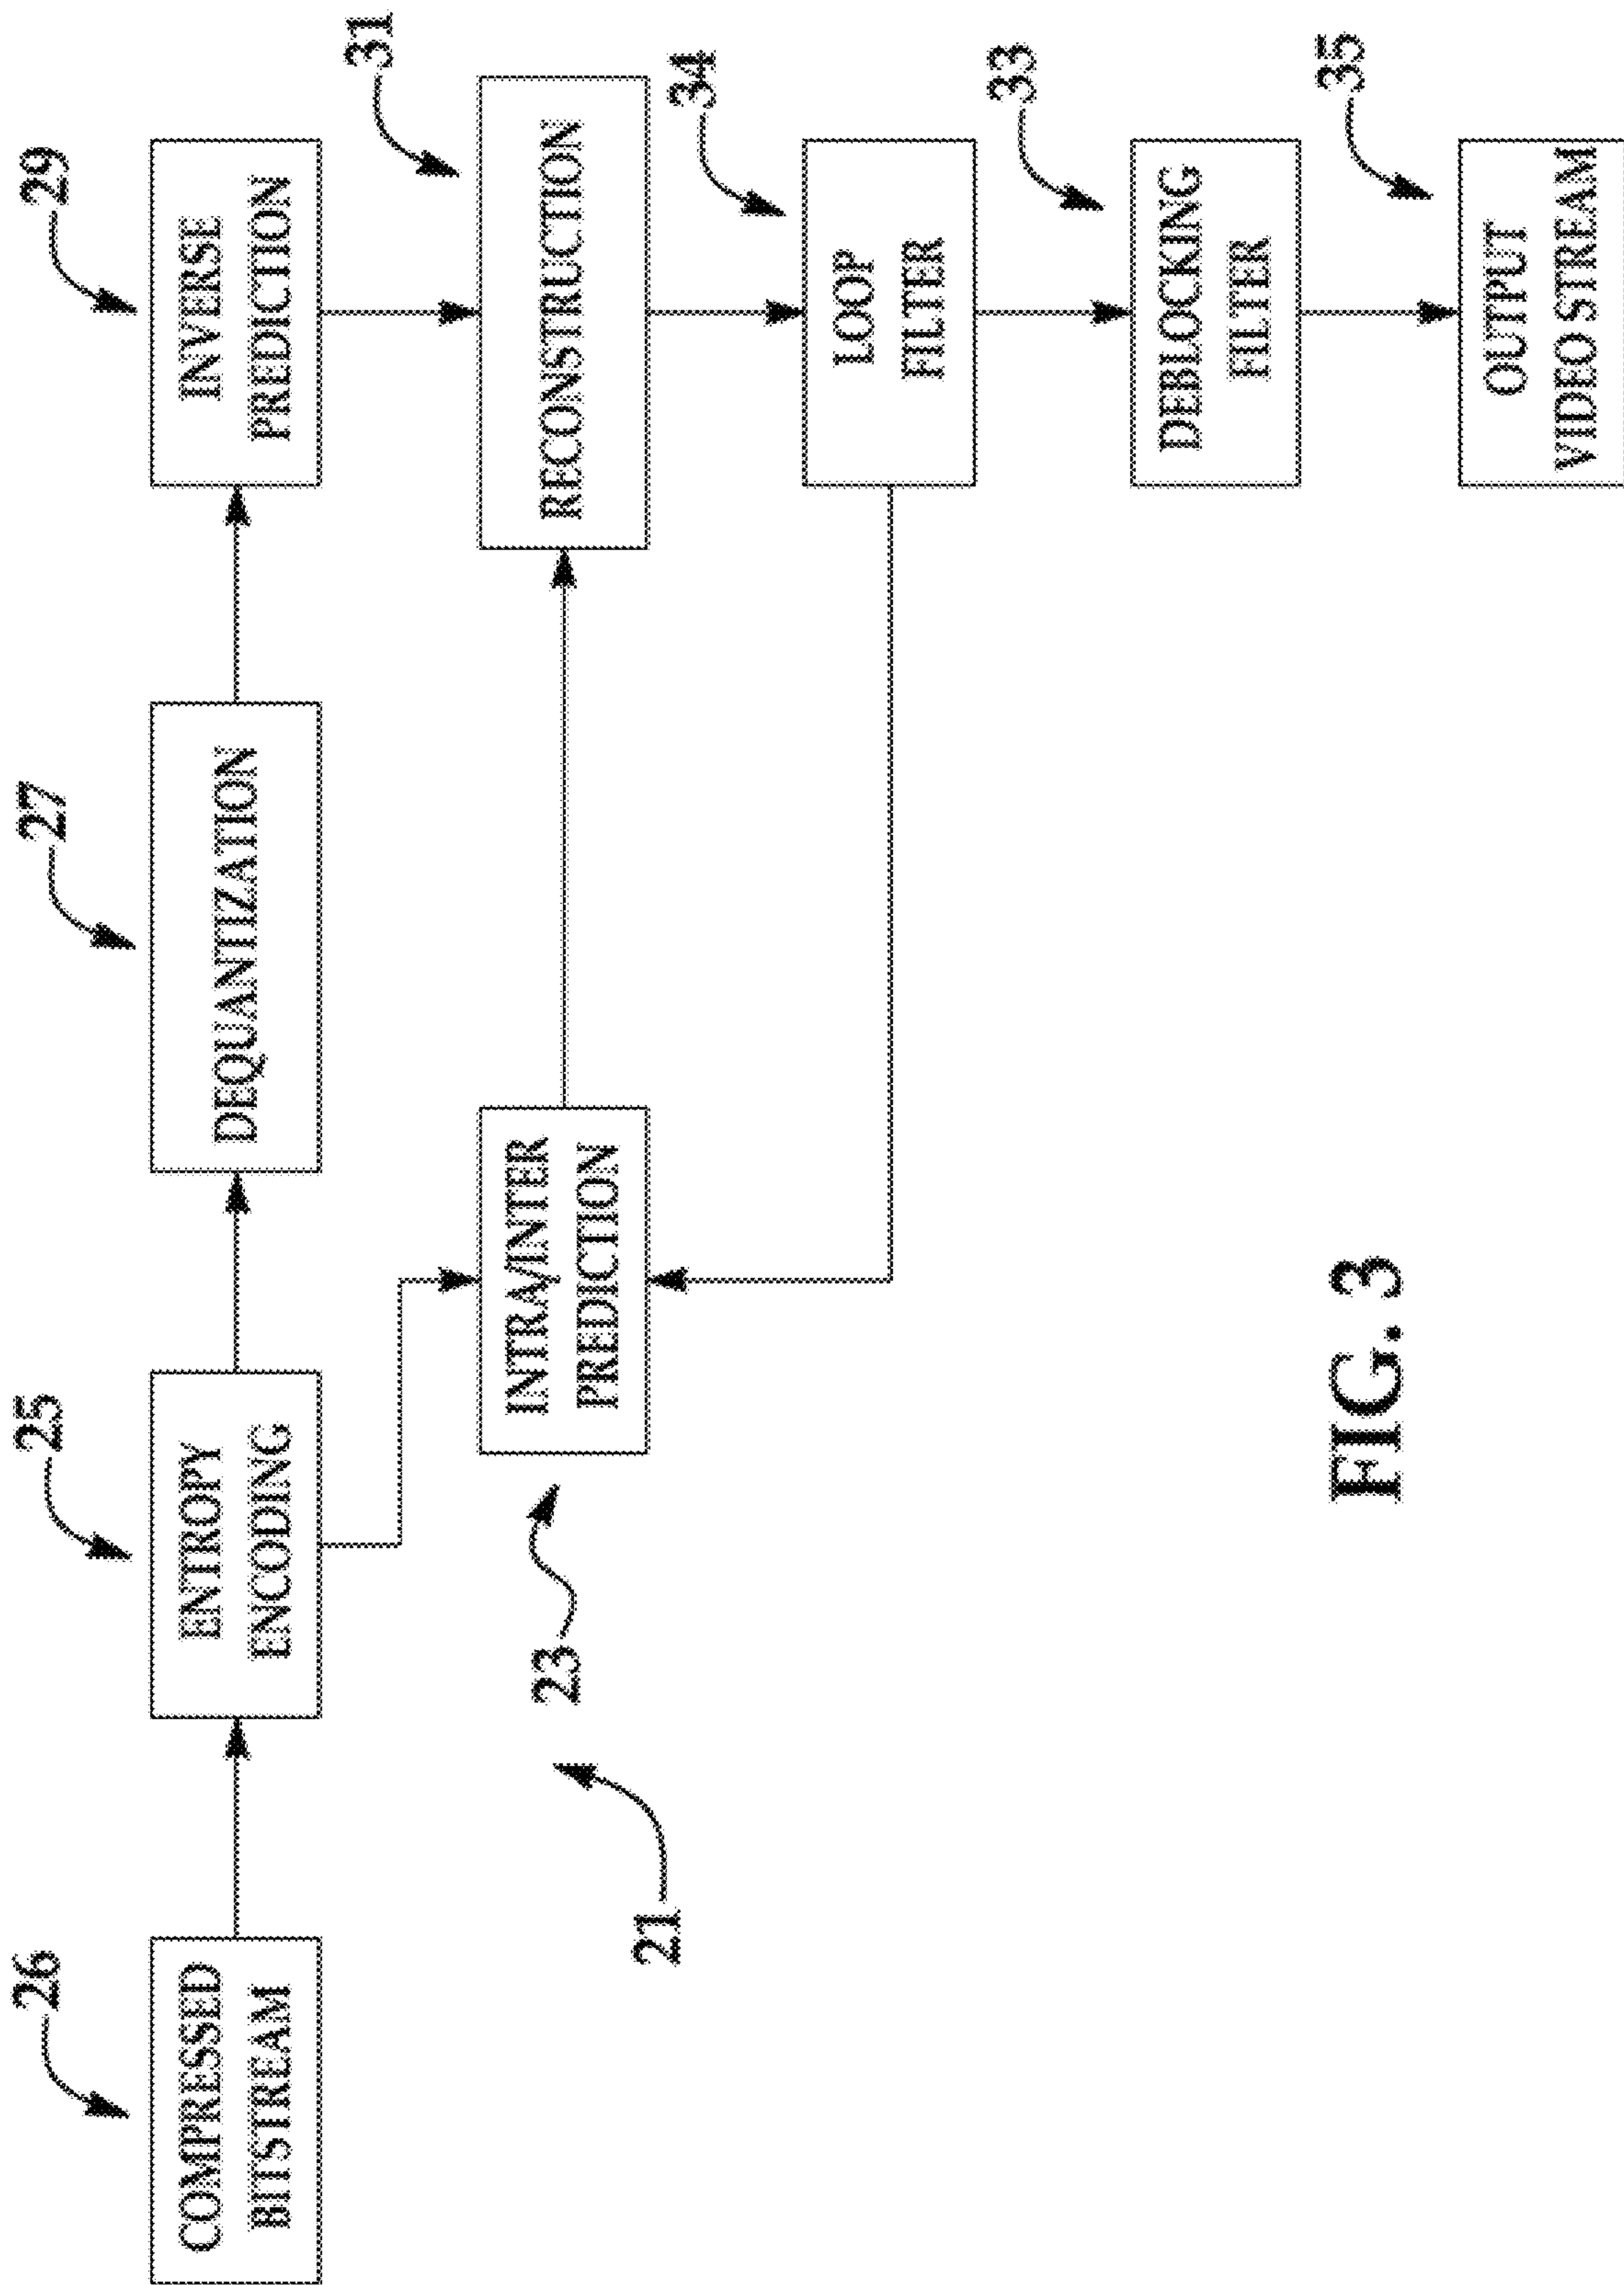 26
25
27
29
COMPRESSED
BITSTREAM
ENTROPY
ENCODING
DEQUANTIZATION
INVERSE
PREDICTION
31
21
23
INTRA/INTER
PREDICTION
RECONSTRUCTION
34
LOOP
FILTER
33
DEBLOCKING
FILTER
35
OUTPUT
VIDEO STREAM
FIG. 3